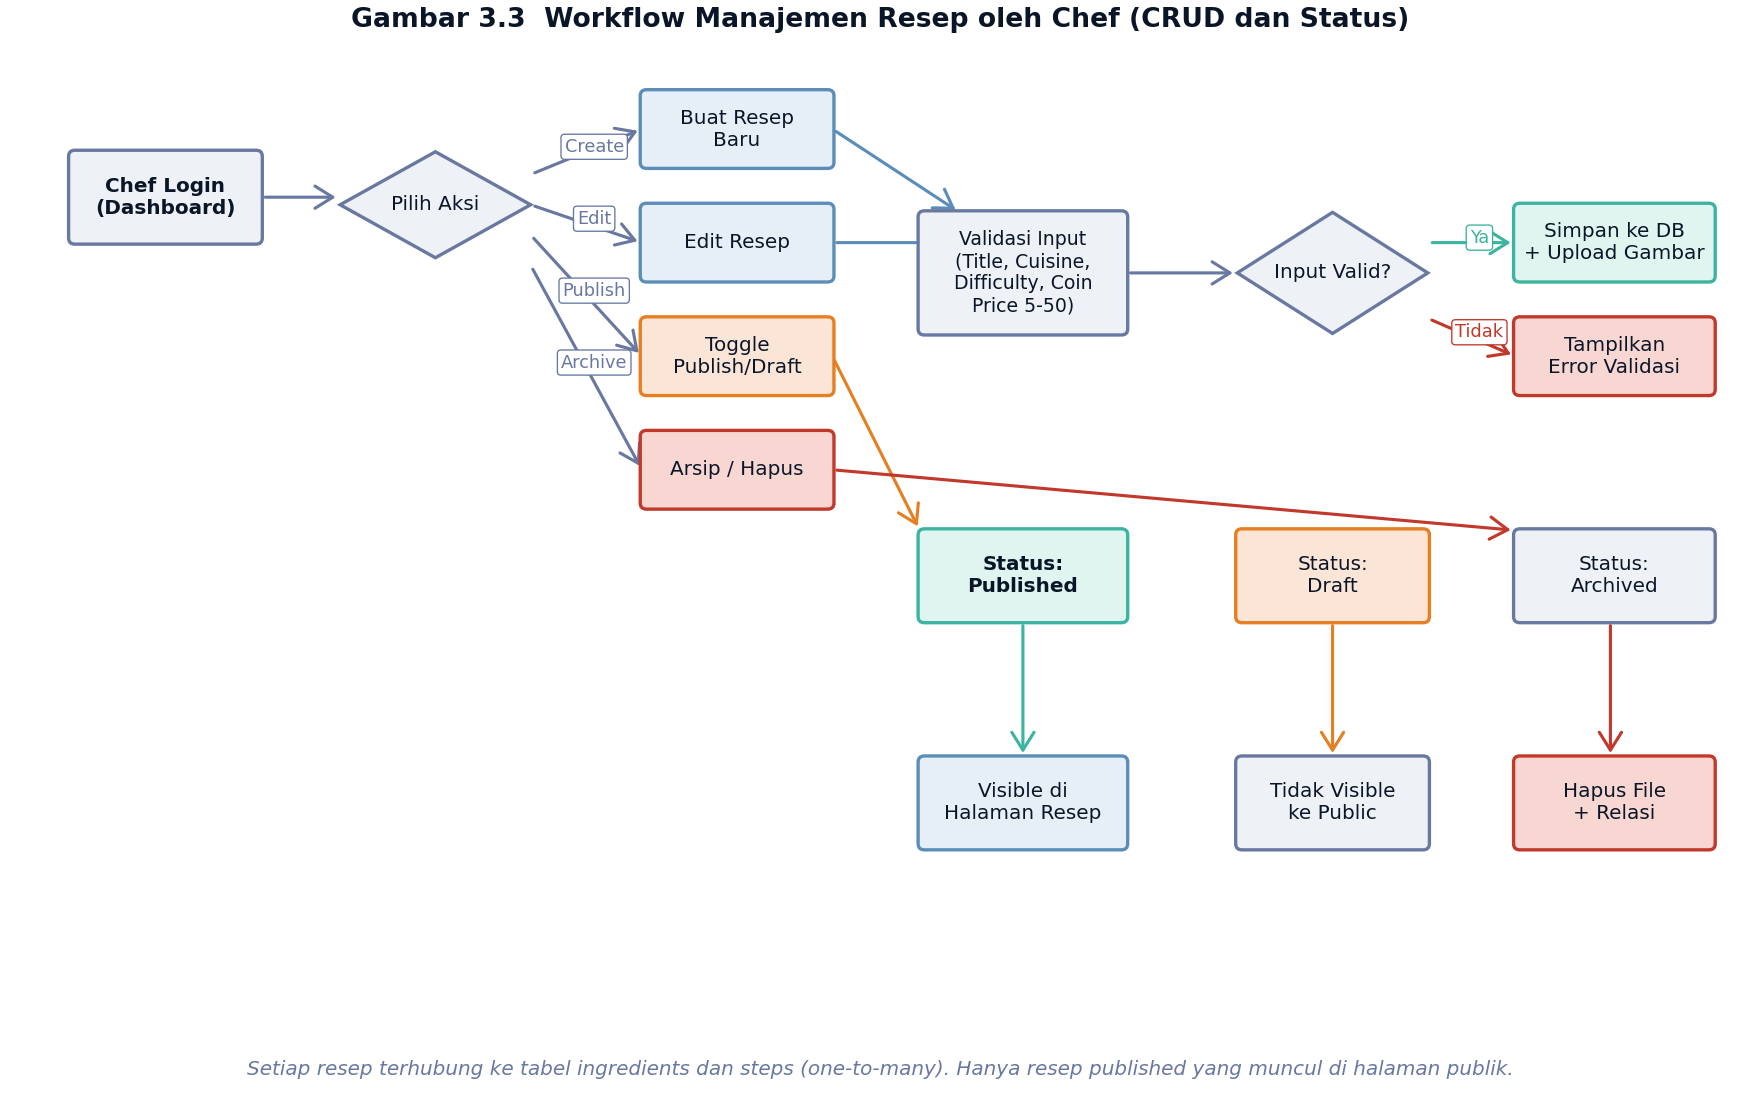 Gambar 3.3  Workflow Manajemen Resep oleh Chef (CRUD dan Status)
Chef Login
(Dashboard)
Pilih Aksi
Create
Edit
Publish
Archive
Buat Resep
Baru
Edit Resep
Toggle
Publish/Draft
Arsip / Hapus
Validasi Input
(Title, Cuisine,
Difficulty, Coin
Price 5-50)
Input Valid?
Ya
Tidak
Simpan ke DB
+ Upload Gambar
Tampilkan
Error Validasi
Status:
Published
Status:
Draft
Status:
Archived
Visible di
Halaman Resep
Tidak Visible
ke Public
Hapus File
+ Relasi
Setiap resep terhubung ke tabel ingredients dan steps (one-to-many). Hanya resep published yang muncul di halaman publik.